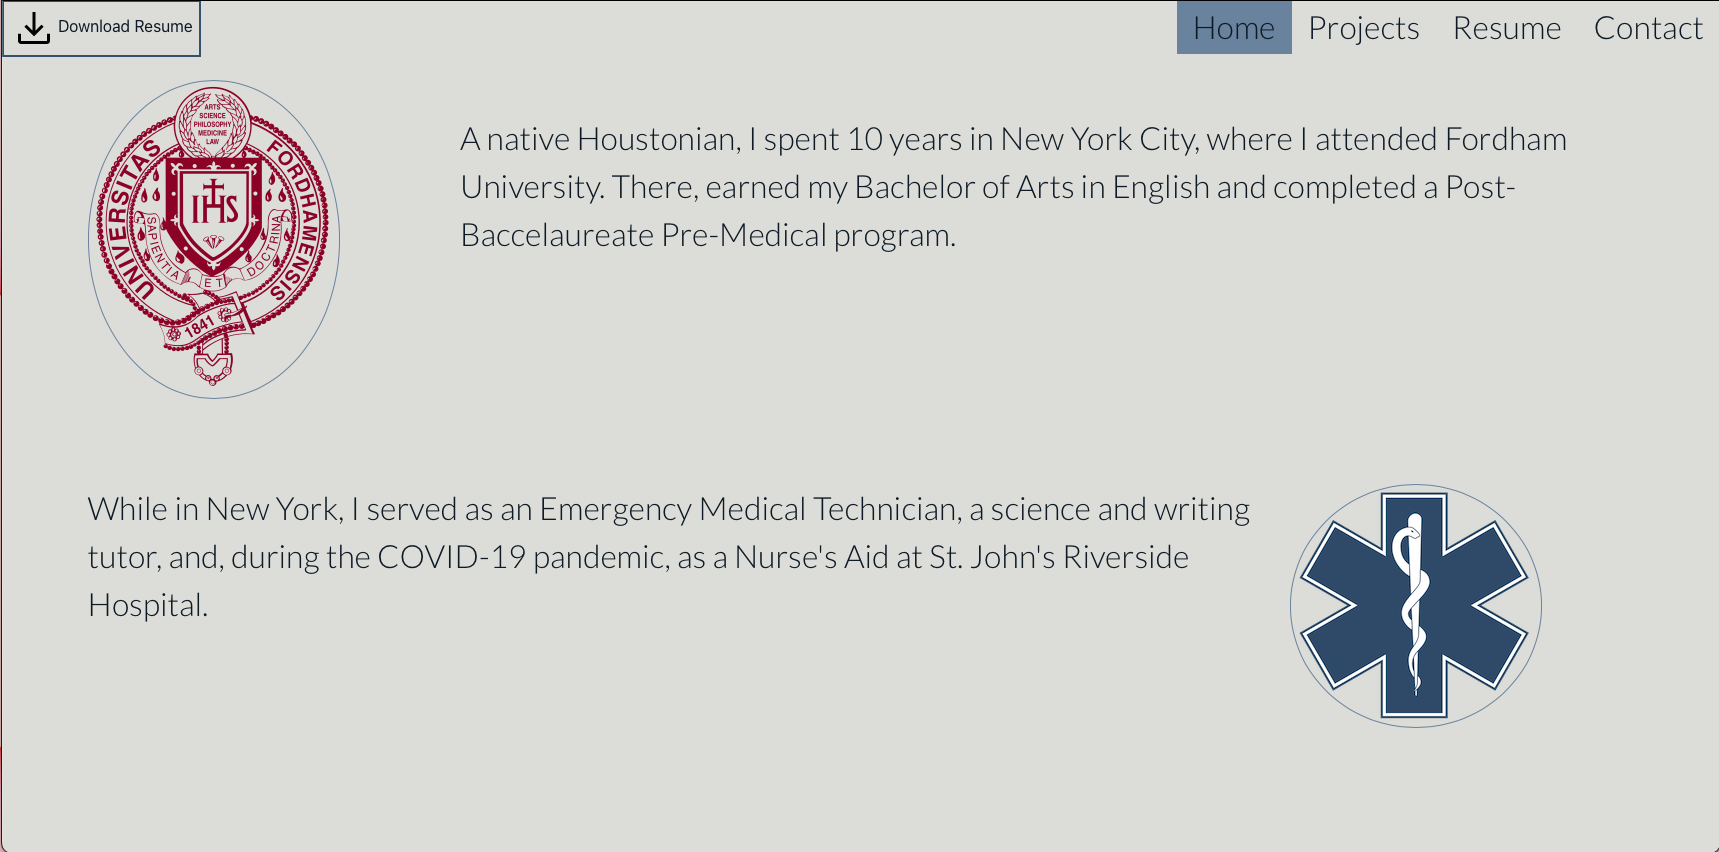 Download Resume
Home Projects Resume Contact
ARTS
SCIENCE
PHILOSOPHY
MEDICINE
LAW
UNIVERSITAS FORDHAMENSIS
IHS
SAPIENTIA ET DOCTRINA
1841
A native Houstonian, I spent 10 years in New York City, where I attended Fordham
University. There, earned my Bachelor of Arts in English and completed a Post-
Baccelaureate Pre-Medical program.
While in New York, I served as an Emergency Medical Technician, a science and writing
tutor, and, during the COVID-19 pandemic, as a Nurse's Aid at St. John's Riverside
Hospital.